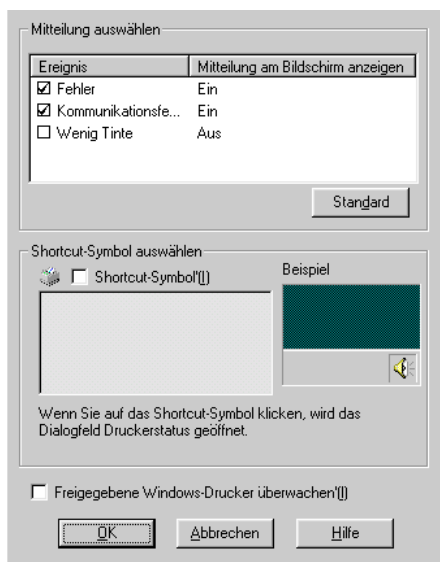 Mitteilung auswählen
Ereignis Mitteilung am Bildschirm anzeigen
Fehler Ein
Kommunikationsfe... Ein
Wenig Tinte Aus
Standard
Shortcut-Symbol auswählen
Shortcut-Symbol'(I)
Beispiel
Wenn Sie auf das Shortcut-Symbol klicken, wird das
Dialogfeld Druckerstatus geöffnet.
Freigegebene Windows-Drucker überwachen'(I)
OK Abbrechen Hilfe